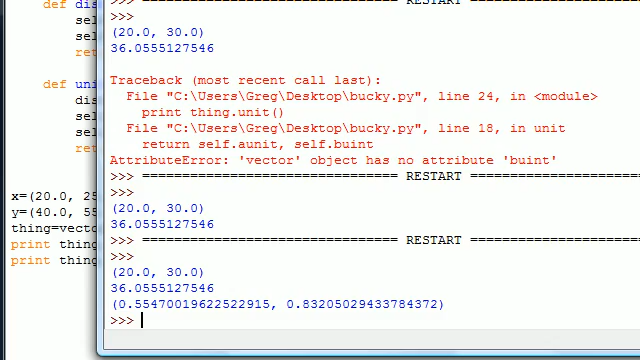 def dis
sel
sel
ret
def uni
dis
sel
sel
ret
x=(20.0, 25
y=(40.0, 55
thing=vecto
print thing
print thing
>>> ================================ RESTART ================================
>>>
(20.0, 30.0)
36.0555127546
Traceback (most recent call last):
File "C:\Users\Greg\Desktop\bucky.py", line 24, in <module>
print thing.unit()
File "C:\Users\Greg\Desktop\bucky.py", line 18, in unit
return self.aunit, self.buint
AttributeError: 'vector' object has no attribute 'buint'
>>> ================================ RESTART ================================
>>>
(20.0, 30.0)
36.0555127546
>>> ================================ RESTART ================================
>>>
(20.0, 30.0)
36.0555127546
(0.55470019622522915, 0.83205029433784372)
>>>